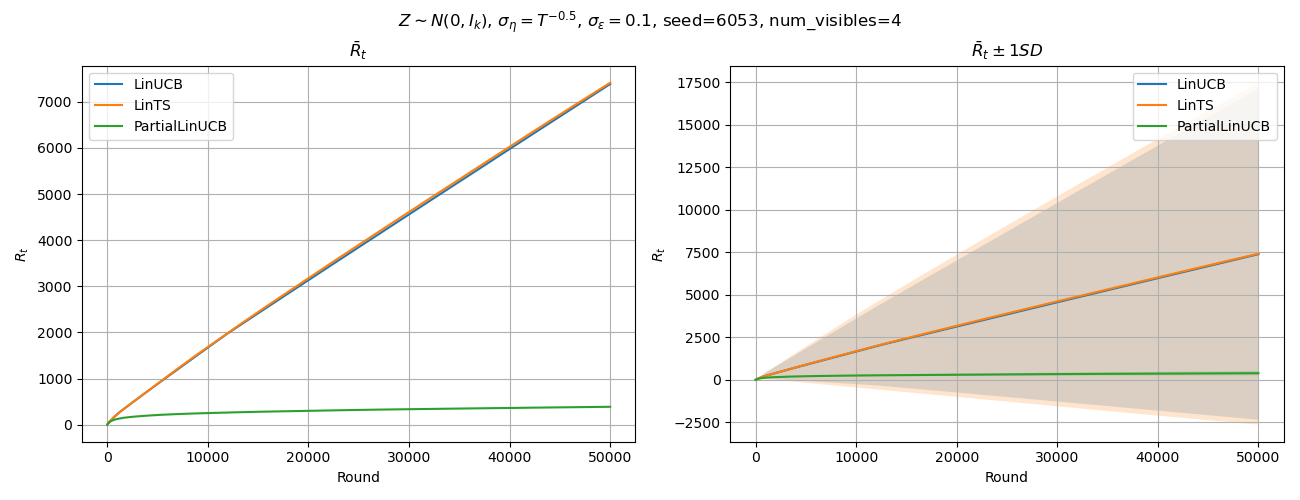 Z ∼ N(0, I_k), σ_η = T^{−0.5}, σ_ε = 0.1, seed=6053, num_visibles=4
R̄_t
R_t
7000
6000
5000
4000
3000
2000
1000
0
LinUCB
LinTS
PartialLinUCB
0 10000 20000 30000 40000 50000
Round
R̄_t ± 1SD
R_t
17500
15000
12500
10000
7500
5000
2500
0
−2500
LinUCB
LinTS
PartialLinUCB
0 10000 20000 30000 40000 50000
Round